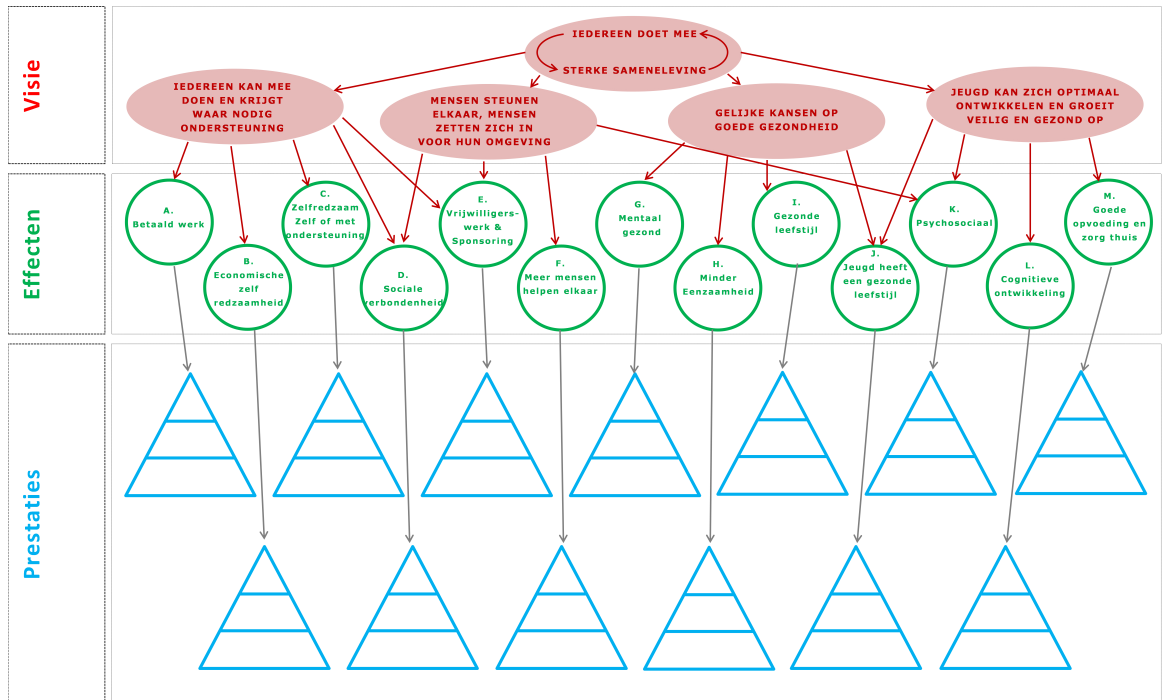 Visie
IEDEREEN DOET MEE
STERKE SAMENELEVING
IEDEREEN KAN MEE
DOEN EN KRIJGT
WAAR NODIG
ONDERSTEUNING
MENSEN STEUNEN
ELKAAR, MENSEN
ZETTEN ZICH IN
VOOR HUN OMGEVING
GELIJKE KANSEN OP
GOEDE GEZONDHEID
JEUGD KAN ZICH OPTIMAAL
ONTWIKKELEN EN GROEIT
VEILIG EN GEZOND OP
Effecten
A.
Betaald werk
B.
Economische
zelf
redzaamheid
C.
Zelfredzaam
Zelf of met
ondersteuning
D.
Sociale
verbondenheid
E.
Vrijwilligers-
werk &
Sponsoring
F.
Meer mensen
helpen elkaar
G.
Mentaal
gezond
H.
Minder
Eenzaamheid
I.
Gezonde
leefstijl
J.
Jeugd heeft
een gezonde
leefstijl
K.
Psychosociaal
L.
Cognitieve
ontwikkeling
M.
Goede
opvoeding en
zorg thuis
Prestaties